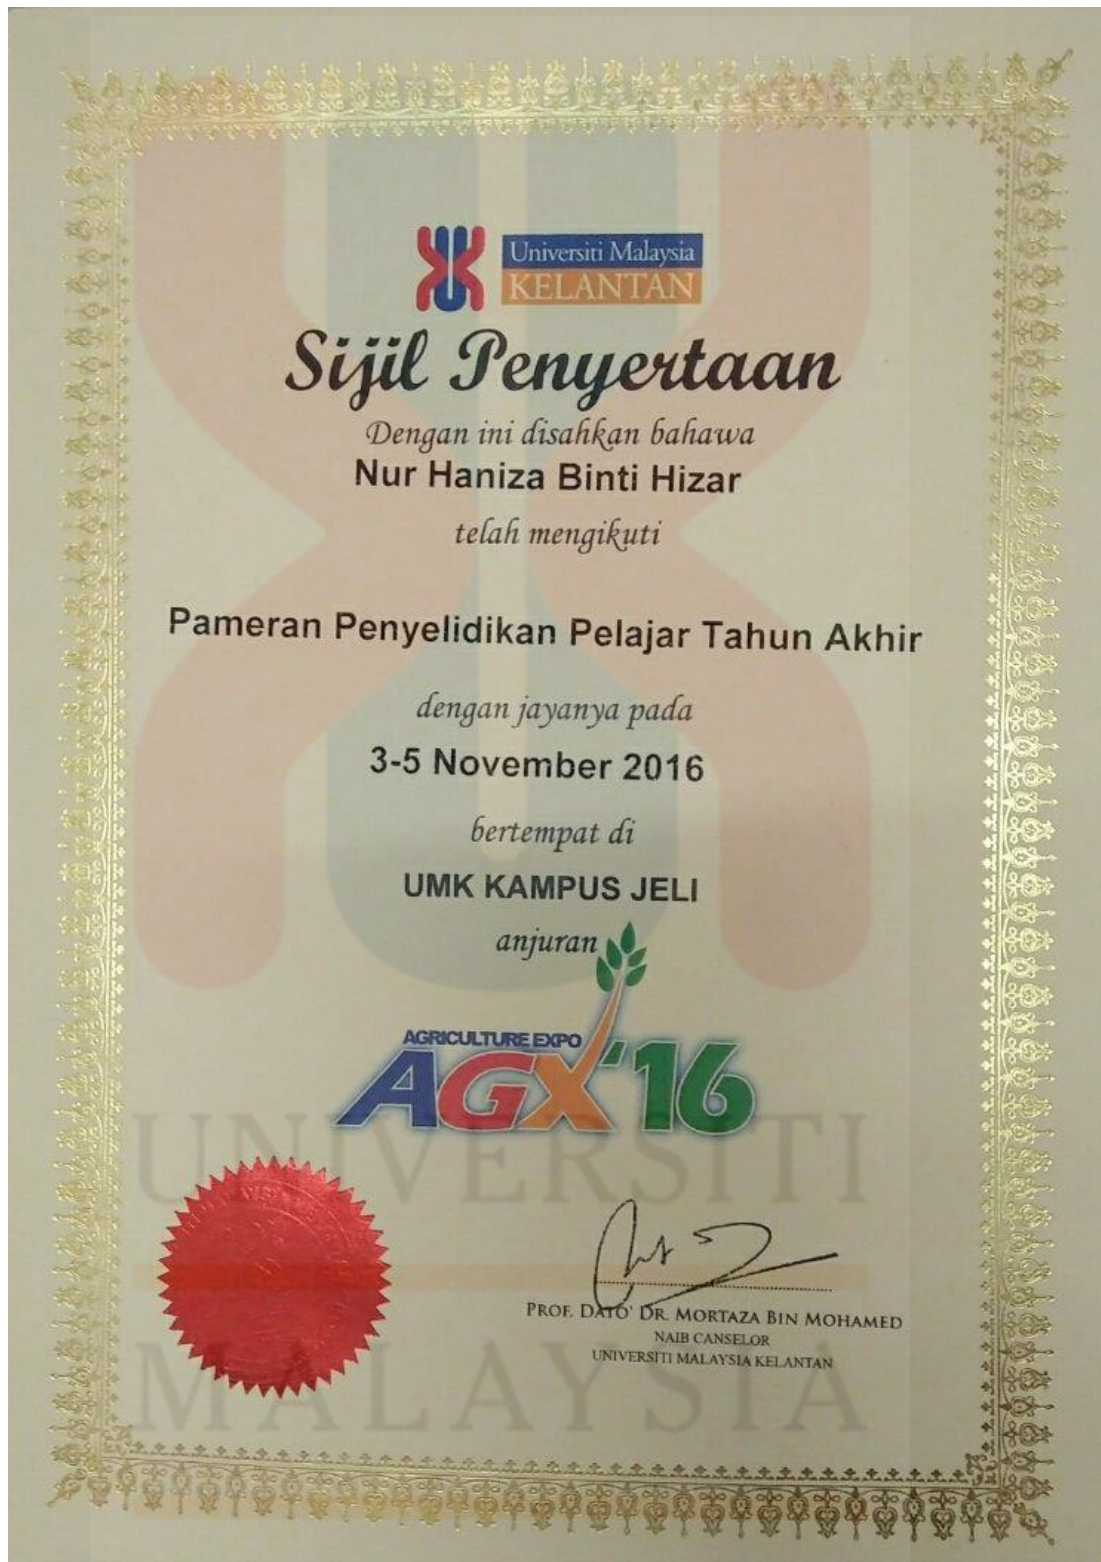 Universiti Malaysia
KELANTAN
Sijil Penyertaan
Dengan ini disahkan bahawa
Nur Haniza Binti Hizar
telah mengikuti
Pameran Penyelidikan Pelajar Tahun Akhir
dengan jayanya pada
3-5 November 2016
bertempat di
UMK KAMPUS JELI
anjuran
AGRICULTURE EXPO
AGX'16
UNIVERSITI
PROF. DATO' DR. MORTAZA BIN MOHAMED
NAIB CANSELOR
UNIVERSITI MALAYSIA KELANTAN
MALAYSIA